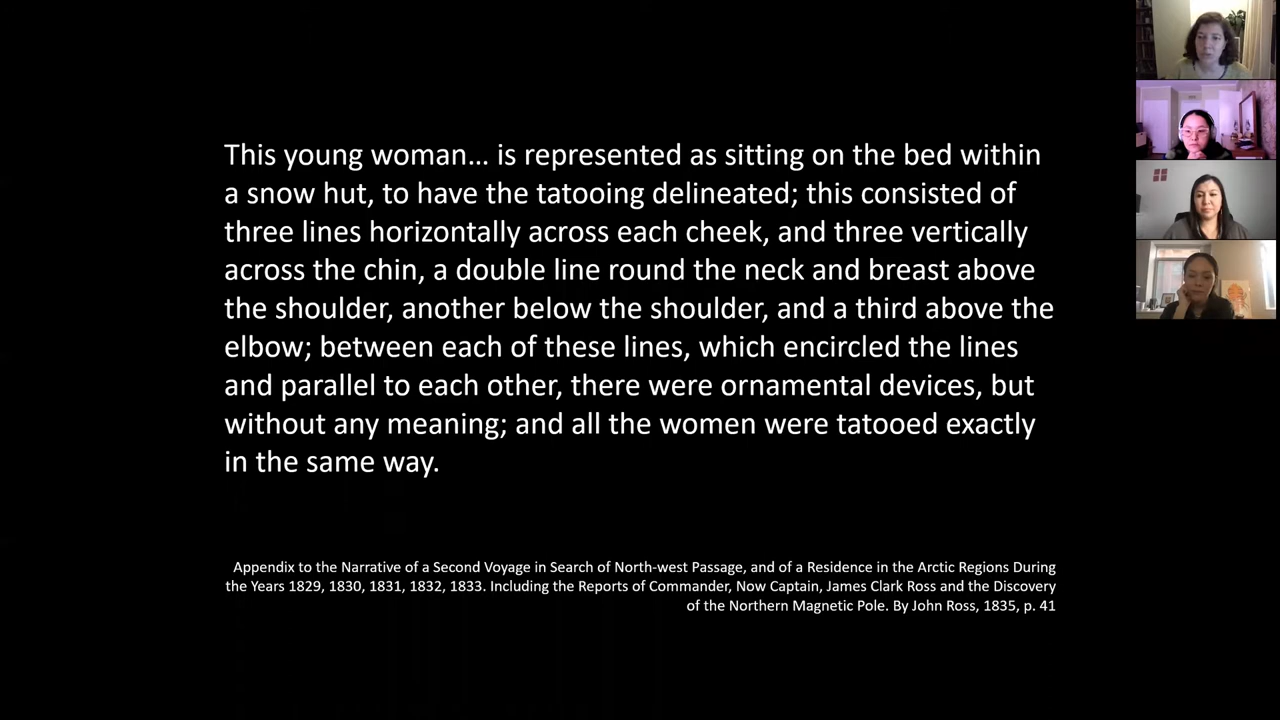 This young woman... is represented as sitting on the bed within
a snow hut, to have the tatooing delineated; this consisted of
three lines horizontally across each cheek, and three vertically
across the chin, a double line round the neck and breast above
the shoulder, another below the shoulder, and a third above the
elbow; between each of these lines, which encircled the lines
and parallel to each other, there were ornamental devices, but
without any meaning; and all the women were tatooed exactly
in the same way.
Appendix to the Narrative of a Second Voyage in Search of North-west Passage, and of a Residence in the Arctic Regions During
the Years 1829, 1830, 1831, 1832, 1833. Including the Reports of Commander, Now Captain, James Clark Ross and the Discovery
of the Northern Magnetic Pole. By John Ross, 1835, p. 41